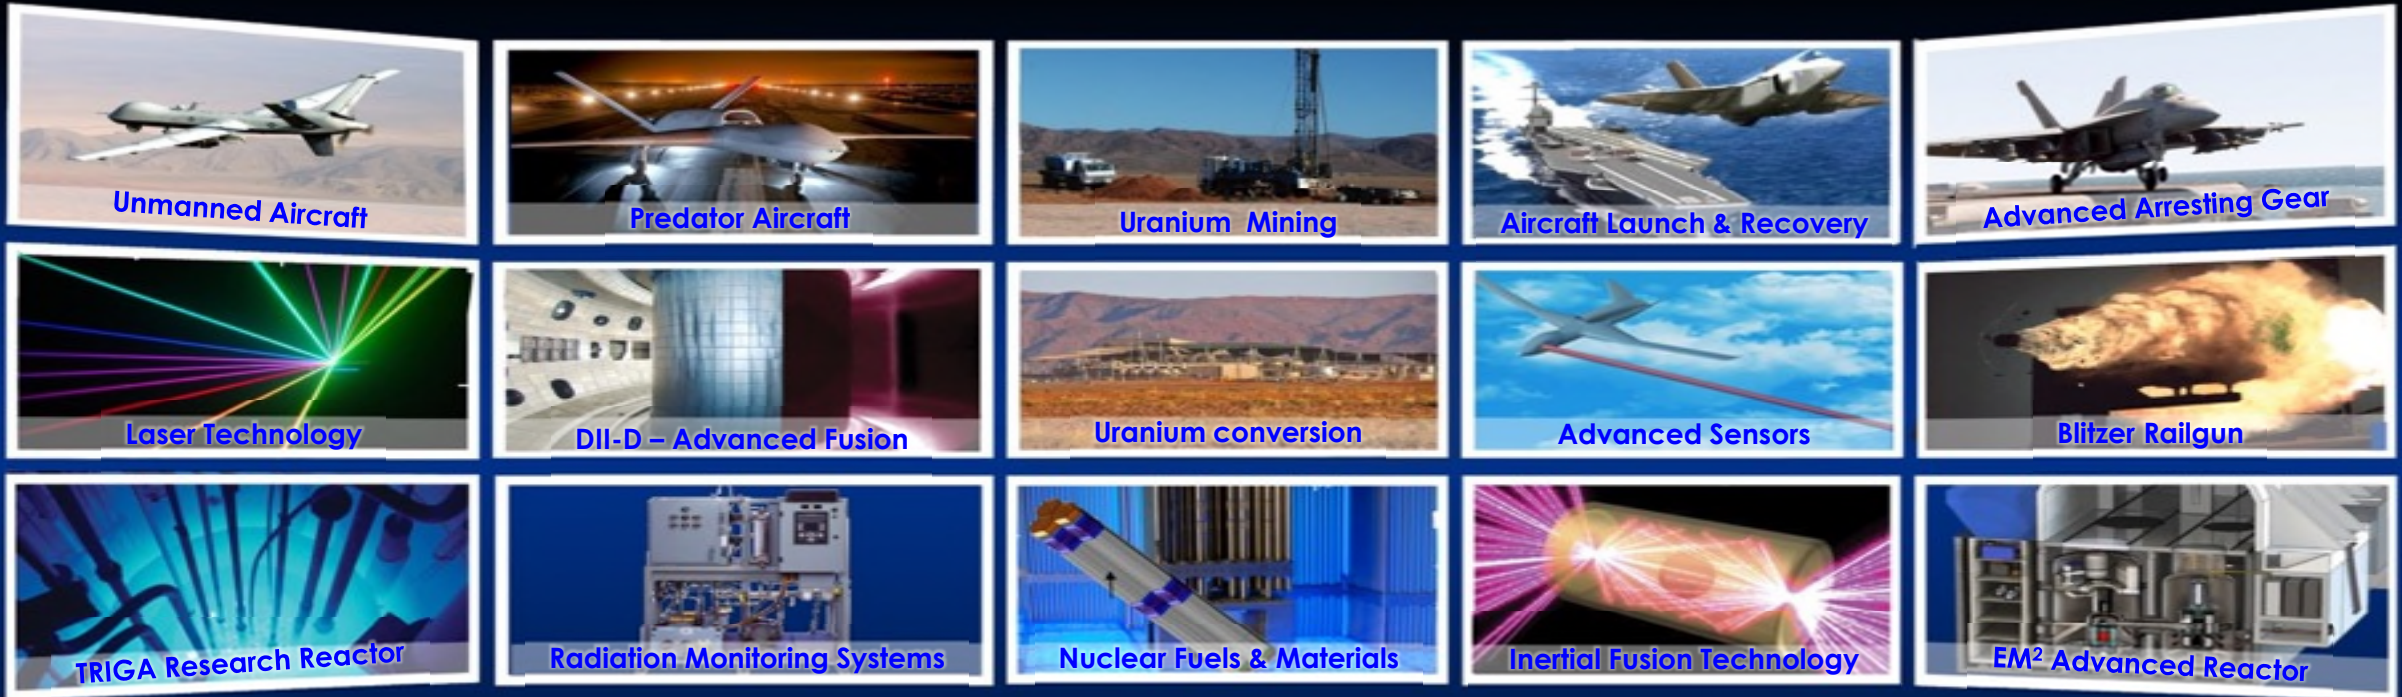 Unmanned Aircraft
Predator Aircraft
Uranium Mining
Aircraft Launch & Recovery
Advanced Arresting Gear
Laser Technology
DII-D – Advanced Fusion
Uranium conversion
Advanced Sensors
Blitzer Railgun
TRIGA Research Reactor
Radiation Monitoring Systems
Nuclear Fuels & Materials
Inertial Fusion Technology
EM² Advanced Reactor